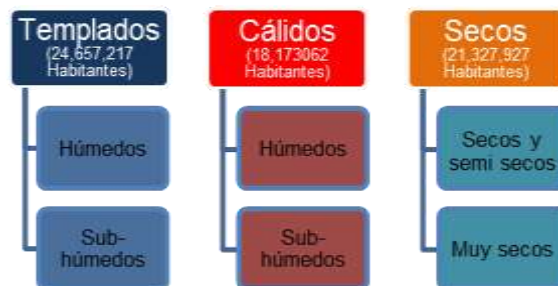 Templados
(24,657,217
Habitantes)
Húmedos
Sub-
húmedos
Cálidos
(18,173062
Habitantes)
Húmedos
Sub-
húmedos
Secos
(21,327,927
Habitantes)
Secos y
semi secos
Muy secos